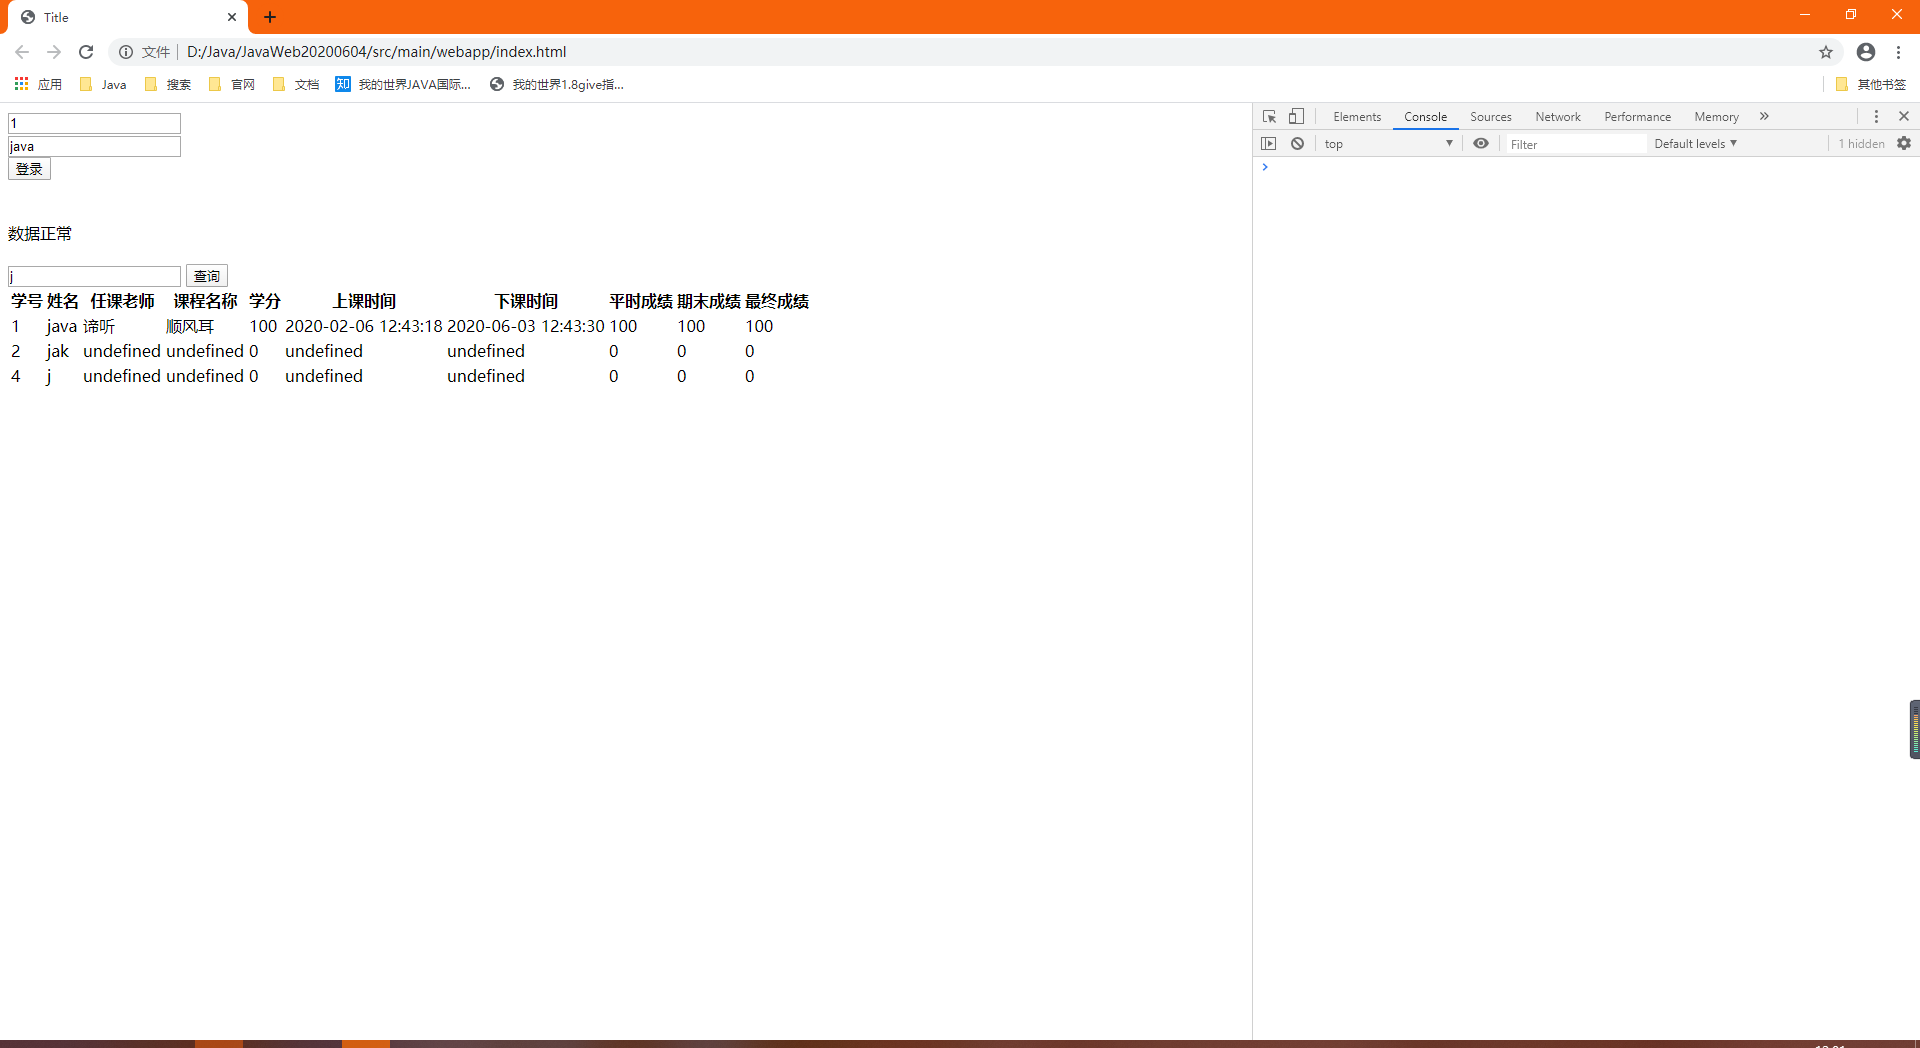 Title
文件 D:/Java/JavaWeb20200604/src/main/webapp/index.html
应用 Java 搜索 官网 文档 知 我的世界JAVA国际... 我的世界1.8give指... 其他书签
Elements Console Sources Network Performance Memory
top Filter Default levels 1 hidden
1
java
登录
数据正常
j 查询
学号 姓名 任课老师 课程名称 学分 上课时间 下课时间 平时成绩 期末成绩 最终成绩
1 java 谛听 顺风耳 100 2020-02-06 12:43:18 2020-06-03 12:43:30 100 100 100
2 jak undefined undefined 0 undefined undefined 0 0 0
4 j undefined undefined 0 undefined undefined 0 0 0